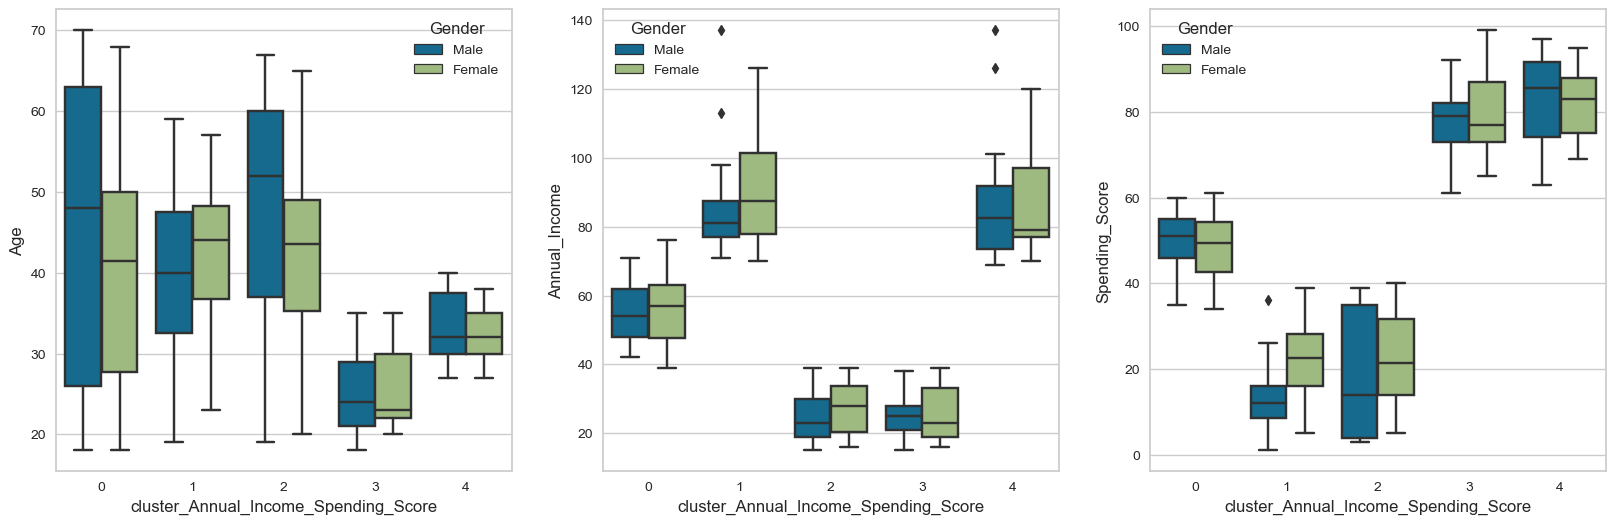 Gender
Male
Female
70
60
50
40
30
20
Age
0 1 2 3 4
cluster_Annual_Income_Spending_Score
Gender
Male
Female
140
120
100
80
60
40
20
Annual_Income
0 1 2 3 4
cluster_Annual_Income_Spending_Score
Gender
Male
Female
100
80
60
40
20
0
Spending_Score
0 1 2 3 4
cluster_Annual_Income_Spending_Score